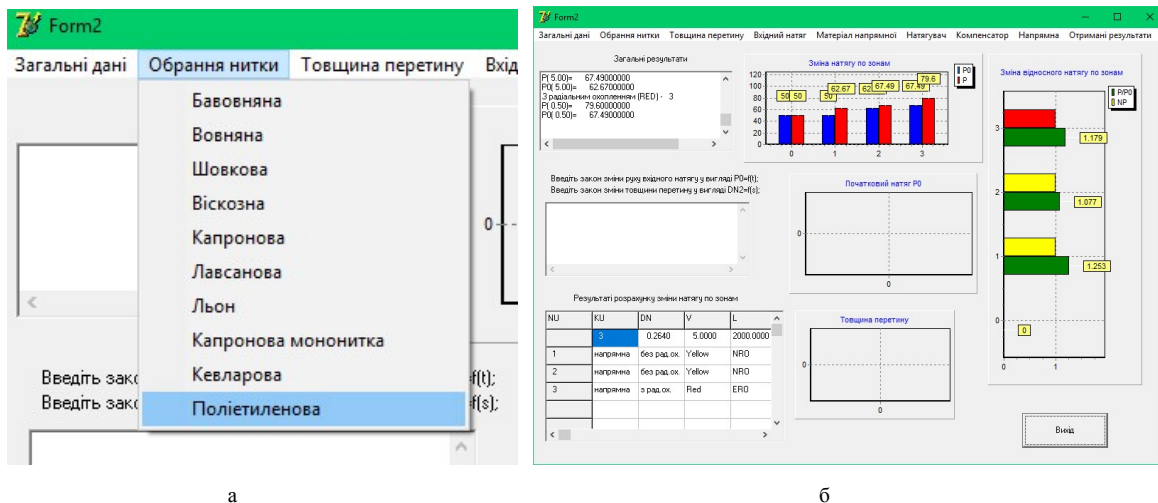 Form2
Загальні дані Обрання нитки Товщина перетину Вхід
Бавовняна
Вовняна
Шовкова
Віскозна
Капронова
Лавсанова
Льон
Капронова мононитка
Кевларова
Поліетиленова
0
Введіть зако =f(t);
Введіть зако =f(s);
а
Form2
Загальні дані Обрання нитки Товщина перетину Вхідний натяг Матеріал напрямної Натягувач Компенсатор Напрямна Отримані результати
Загальні результати
P( 5.00)= 67.49000000
P0( 5.00)= 62.67000000
З радіальним охопленням (RED) - 3
P( 0.50)= 79.60000000
P0( 0.50)= 67.49000000
Зміна натягу по зонам
120
100
80
60
40
20
0
50 50 50 62.67 62 67.49 67.49 79.6
0 1 2 3
P0
P
Зміна відносного натягу по зонам
P/P0
NP
3
1.179
2
1.077
1
1.253
0
0
0 1
Введіть закон зміни руху вхідного натягу у вигляді P0=f(t);
Введіть закон зміни товщини перетину у вигляді DN2=f(s);
Початковий натяг P0
0
0
Результаті розрахунку зміни натягу по зонам
NU KU DN V L
3 0.2640 5.0000 2000.0000
1 напрямна без рад.ох. Yellow NRO
2 напрямна без рад.ох. Yellow NRO
3 напрямна з рад.ох. Red ERO
Товщина перетину
0
0
Вихід
б